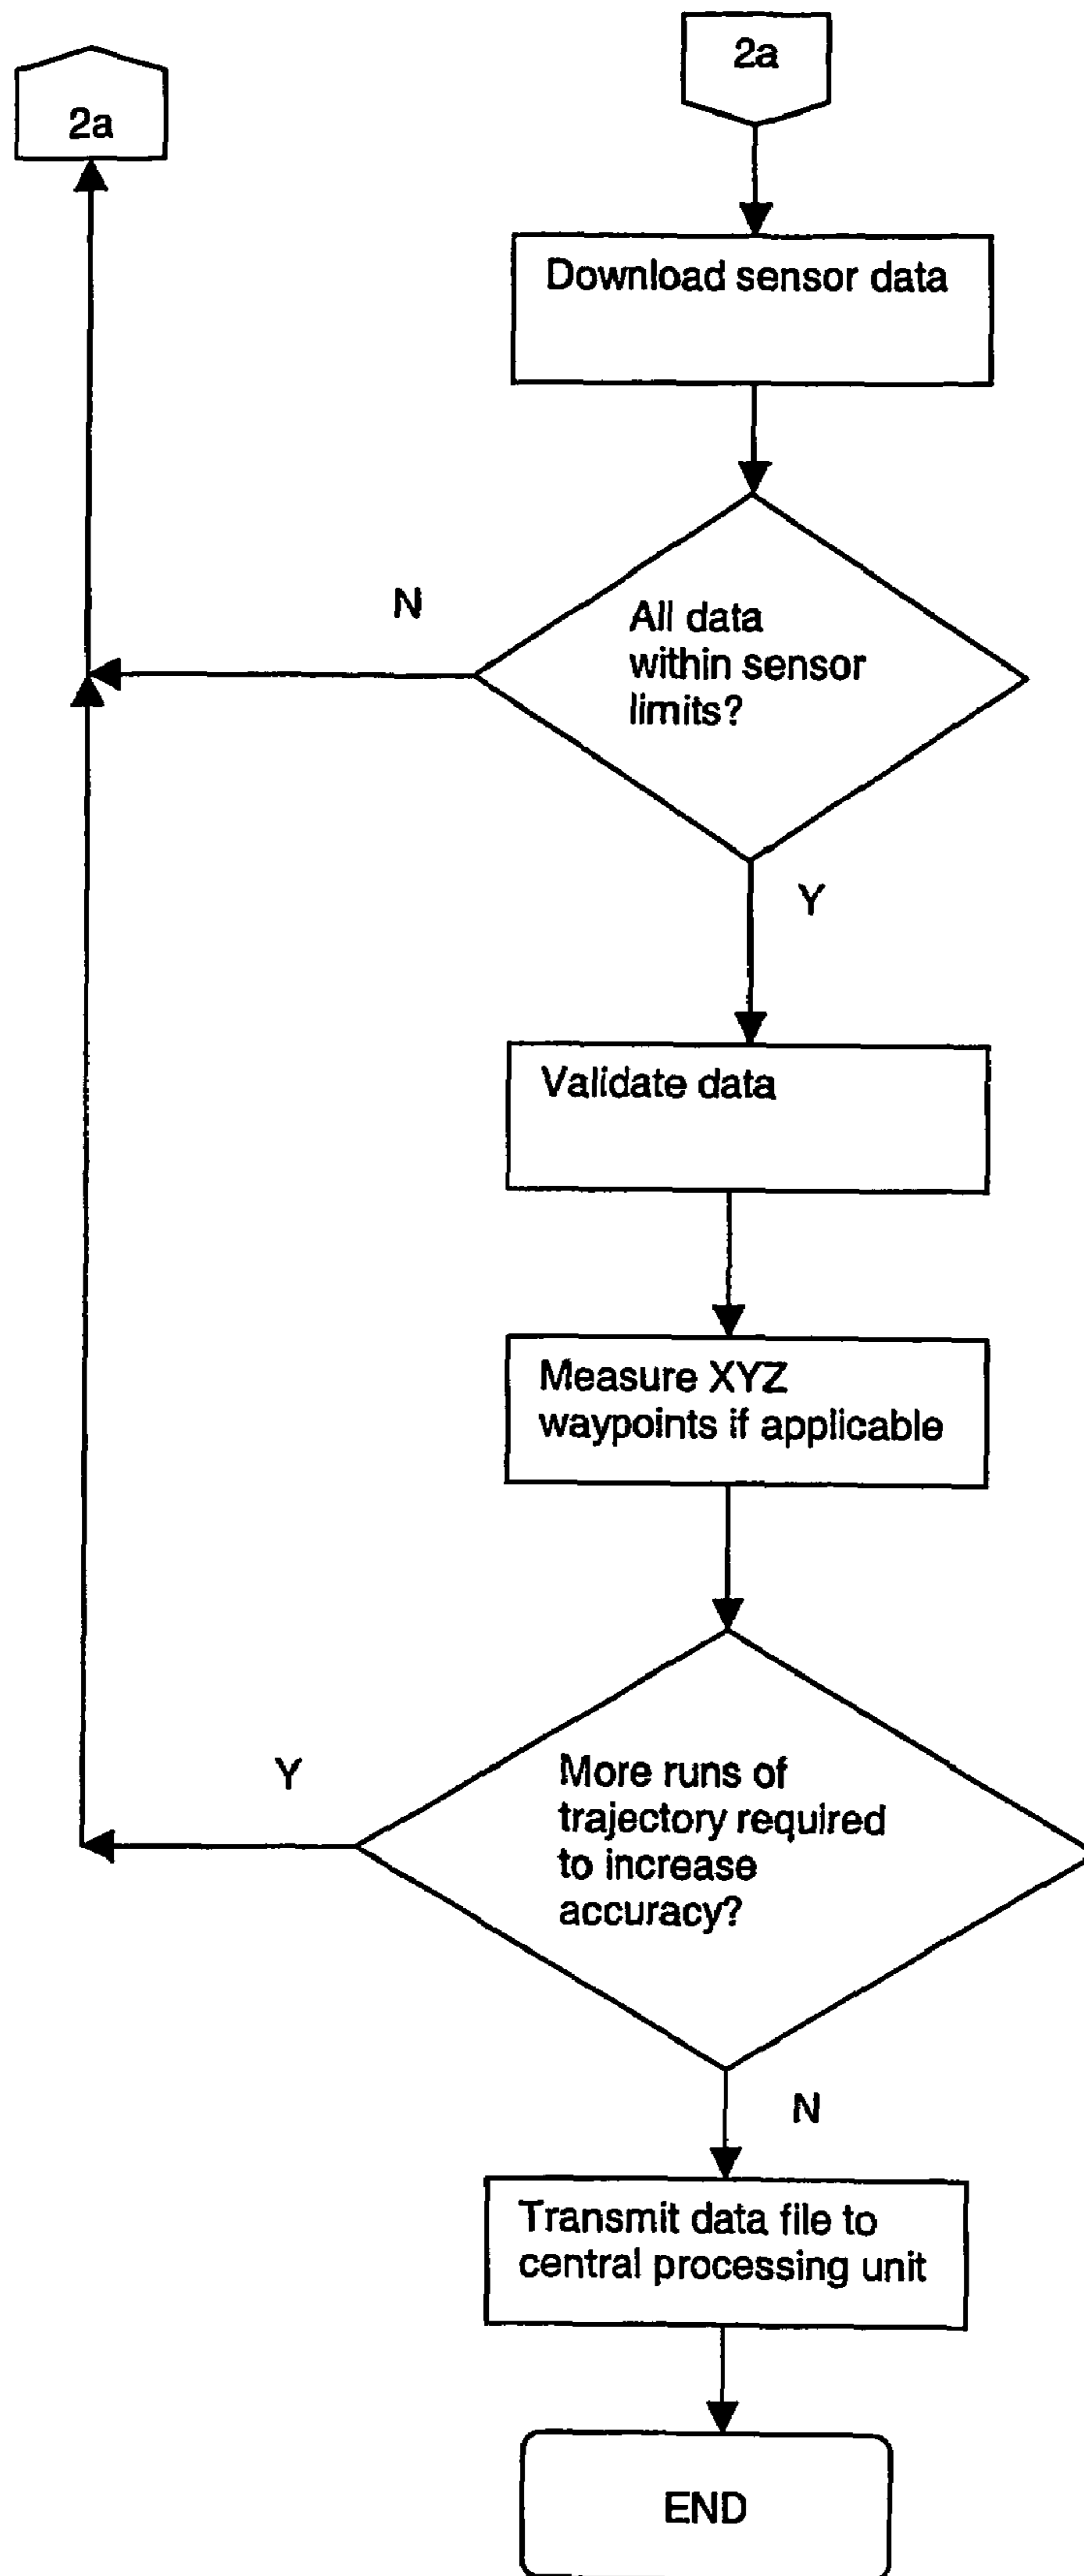 2a
2a
Download sensor data
N
All data
within sensor
limits?
Y
Validate data
Measure XYZ
waypoints if applicable
Y
More runs of
trajectory required
to increase
accuracy?
N
Transmit data file to
central processing unit
END